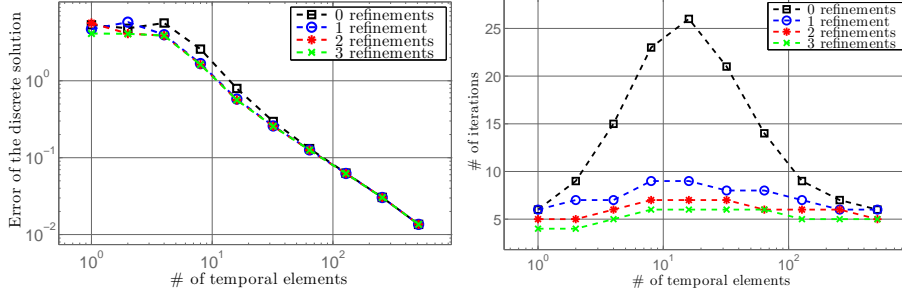 0 refinements
1 refinement
2 refinements
3 refinements
10^0
10^-1
10^-2
Error of the discrete solution
10^0
10^1
10^2
# of temporal elements
0 refinements
1 refinement
2 refinements
3 refinements
25
20
15
10
5
# of iterations
10^0
10^1
10^2
# of temporal elements